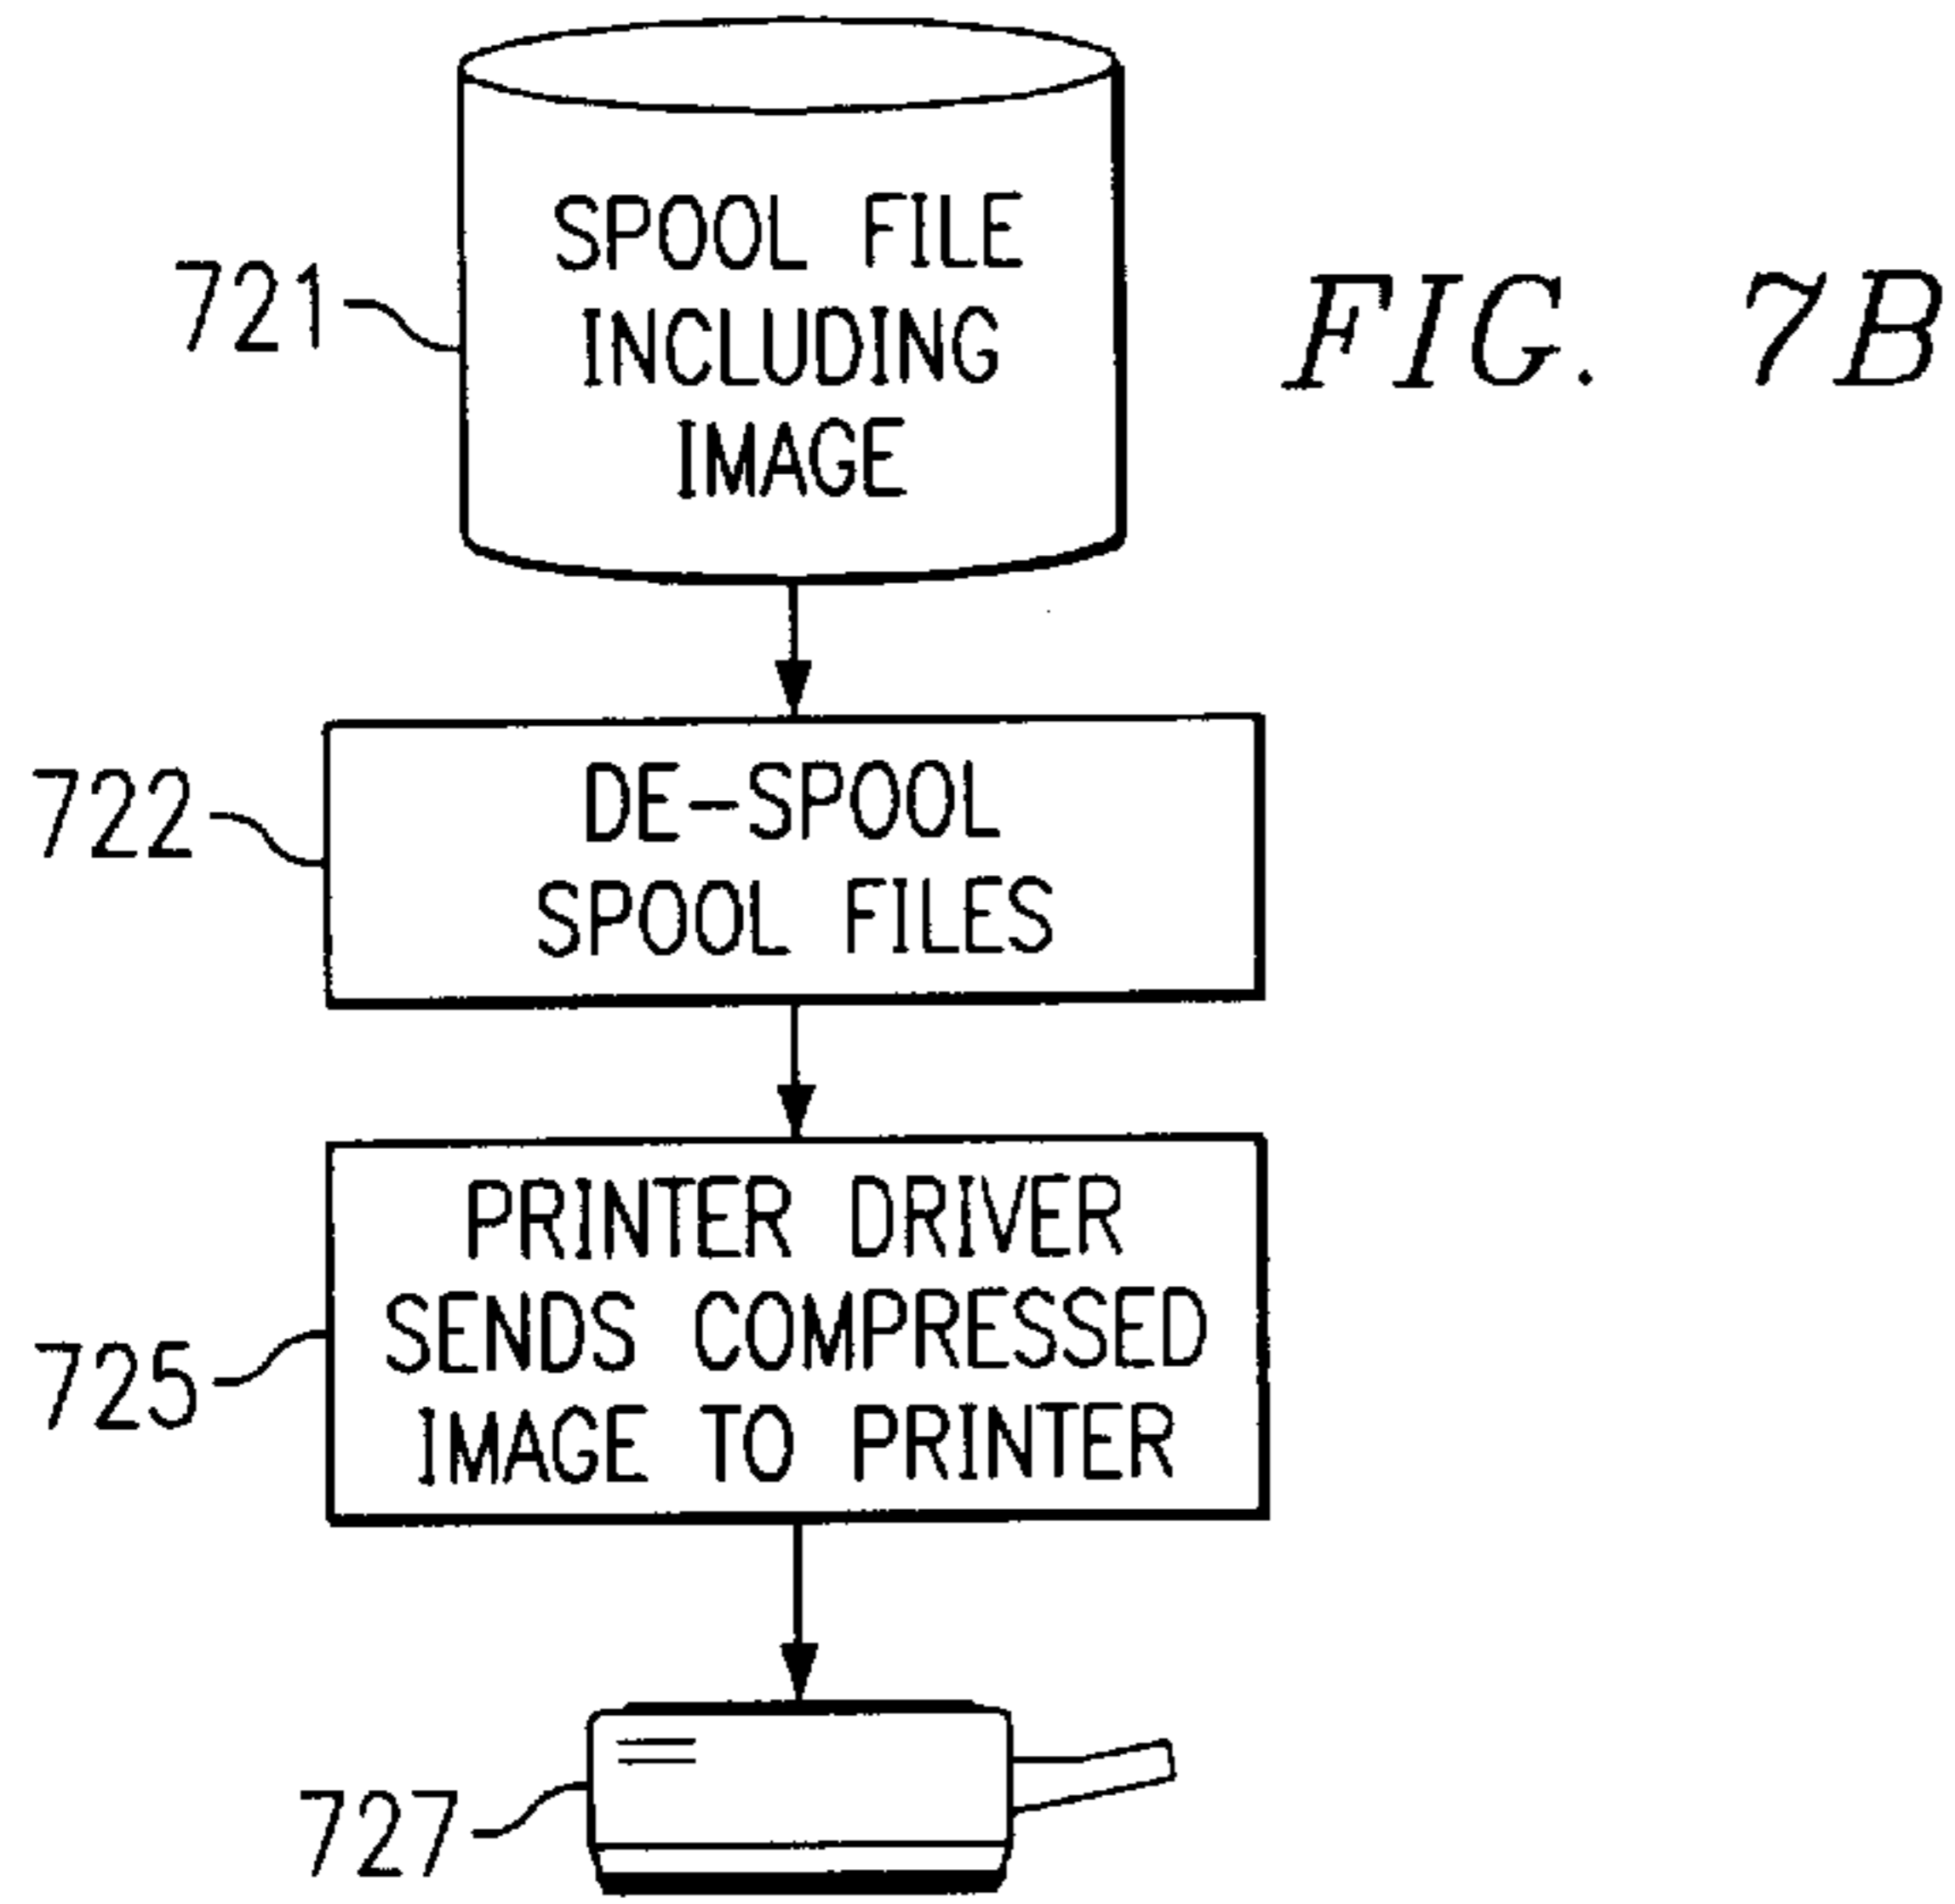 SPOOL FILE
INCLUDING
IMAGE
721
FIG. 7B
DE-SPOOL
SPOOL FILES
722
PRINTER DRIVER
SENDS COMPRESSED
IMAGE TO PRINTER
725
727